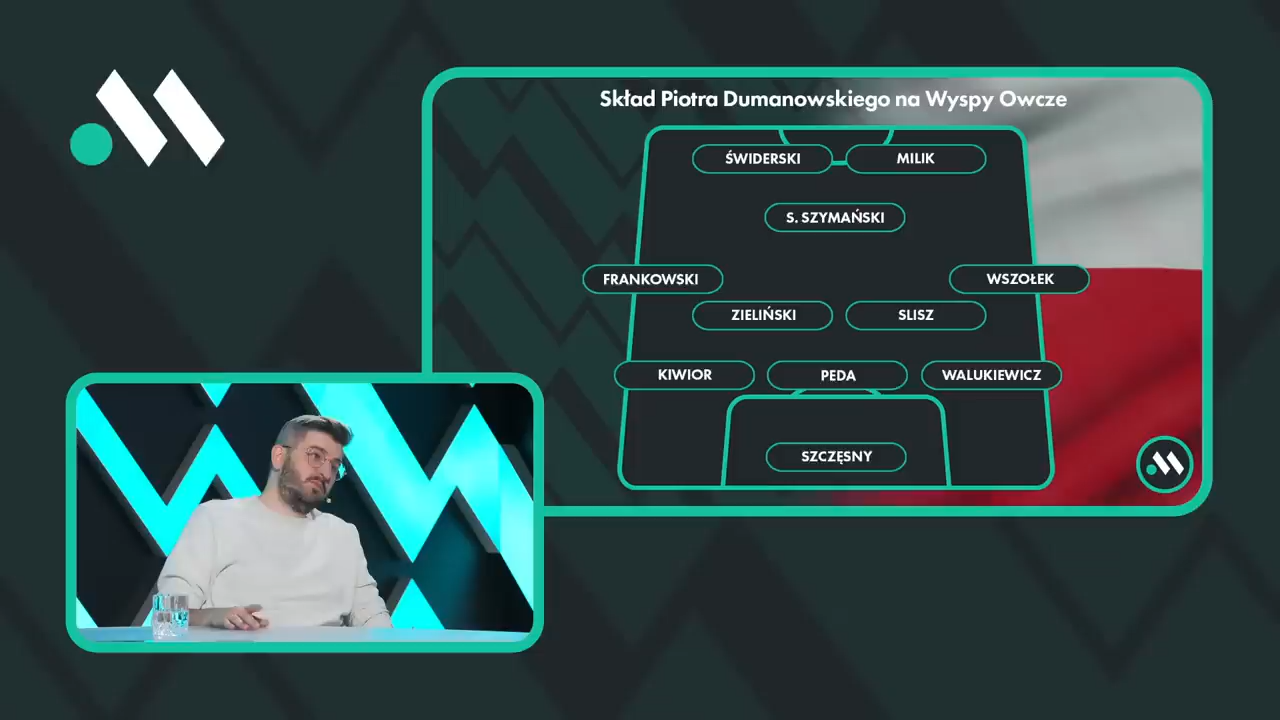 Skład Piotra Dumanowskiego na Wyspy Owcze
ŚWIDERSKI MILIK
S. SZYMAŃSKI
FRANKOWSKI WSZOŁEK
ZIELIŃSKI SLISZ
KIWIOR PEDA WALUKIEWICZ
SZCZĘSNY